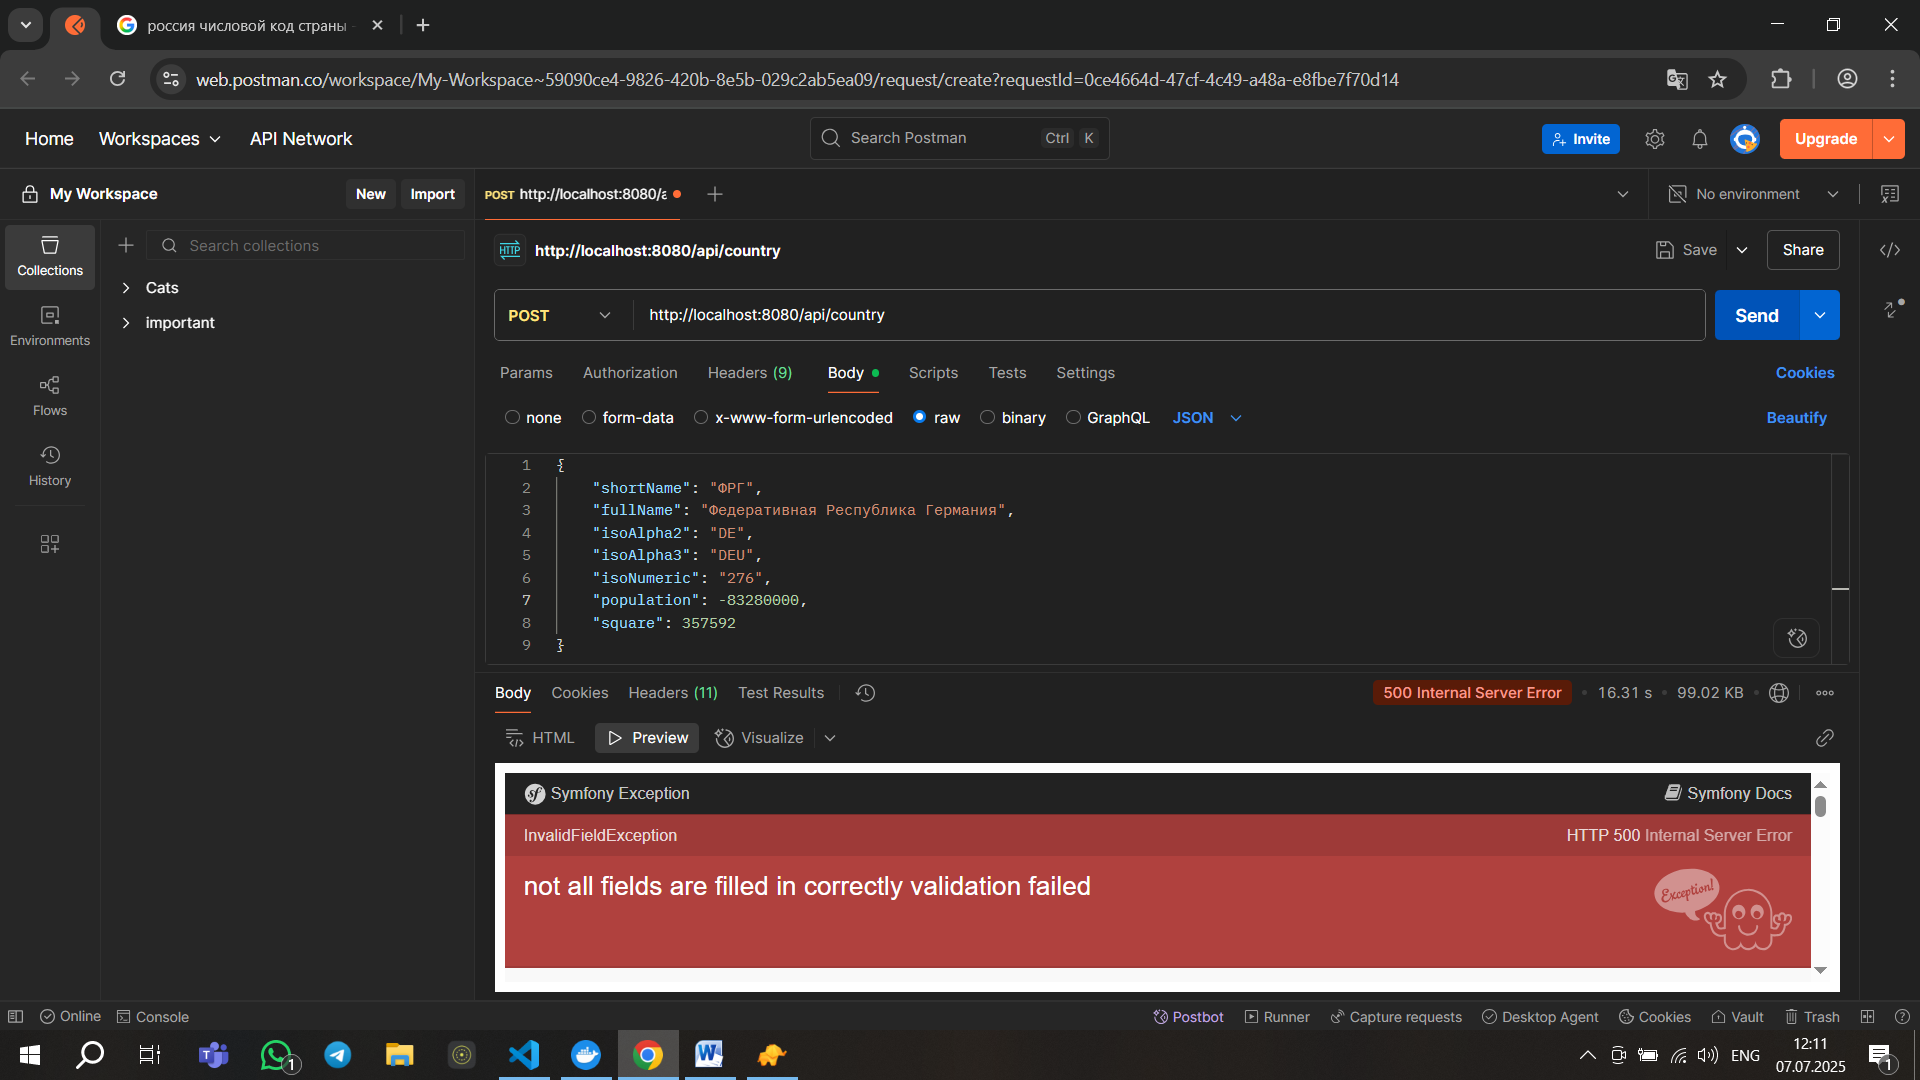 россия числовой код страны
web.postman.co/workspace/My-Workspace~59090ce4-9826-420b-8e5b-029c2ab5ea09/request/create?requestId=0ce4664d-47cf-4c49-a48a-e8fbe7f70d14
Home
Workspaces
API Network
Search Postman
Ctrl K
Invite
Upgrade
My Workspace
New
Import
POST http://localhost:8080/a
No environment
Collections
Environments
Flows
History
Search collections
Cats
important
HTTP
http://localhost:8080/api/country
Save
Share
POST
http://localhost:8080/api/country
Send
Params
Authorization
Headers (9)
Body
Scripts
Tests
Settings
Cookies
none
form-data
x-www-form-urlencoded
raw
binary
GraphQL
JSON
Beautify
1 {
2 "shortName": "ФРГ",
3 "fullName": "Федеративная Республика Германия",
4 "isoAlpha2": "DE",
5 "isoAlpha3": "DEU",
6 "isoNumeric": "276",
7 "population": -83280000,
8 "square": 357592
9 }
Body
Cookies
Headers (11)
Test Results
500 Internal Server Error
16.31 s
99.02 KB
HTML
Preview
Visualize
sf Symfony Exception
Symfony Docs
InvalidFieldException
HTTP 500 Internal Server Error
not all fields are filled in correctly validation failed
Exception!
Online
Console
Postbot
Runner
Capture requests
Desktop Agent
Cookies
Vault
Trash
1
ENG
12:11
07.07.2025
1